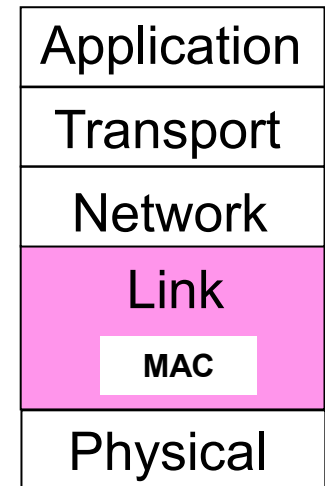 Application
Transport
Network
Link
MAC
Physical